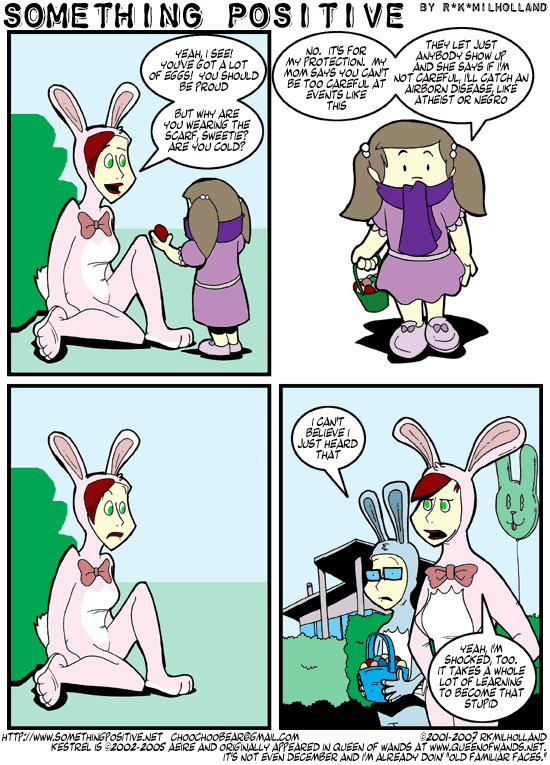 SOMETHING POSITIVE BY R*K*MILHOLLAND
YEAH, I SEE!
YOU'VE GOT A LOT
OF EGGS! YOU SHOULD
BE PROUD
BUT WHY ARE
YOU WEARING THE
SCARF, SWEETIE?
ARE YOU COLD?
NO. IT'S FOR
MY PROTECTION. MY
MOM SAYS YOU CAN'T
BE TOO CAREFUL AT
EVENTS LIKE
THIS
THEY LET JUST
ANYBODY SHOW UP
AND SHE SAYS IF I'M
NOT CAREFUL, I'LL CATCH AN
AIRBORN DISEASE, LIKE
ATHEIST OR NEGRO
I CAN'T
BELIEVE I
JUST HEARD
THAT
YEAH, I'M
SHOCKED, TOO.
IT TAKES A WHOLE
LOT OF LEARNING
TO BECOME THAT
STUPID
HTTP://WWW.SOMETHINGPOSITIVE.NET CHOOCHOOBEAR@GMAIL.COM ©2001-2007 RKMILHOLLAND
KESTREL IS ©2002-2005 AEIRE AND ORIGINALLY APPEARED IN QUEEN OF WANDS AT WWW.QUEENOFWANDS.NET.
IT'S NOT EVEN DECEMBER AND I'M ALREADY DOIN' "OLD FAMILIAR FACES."